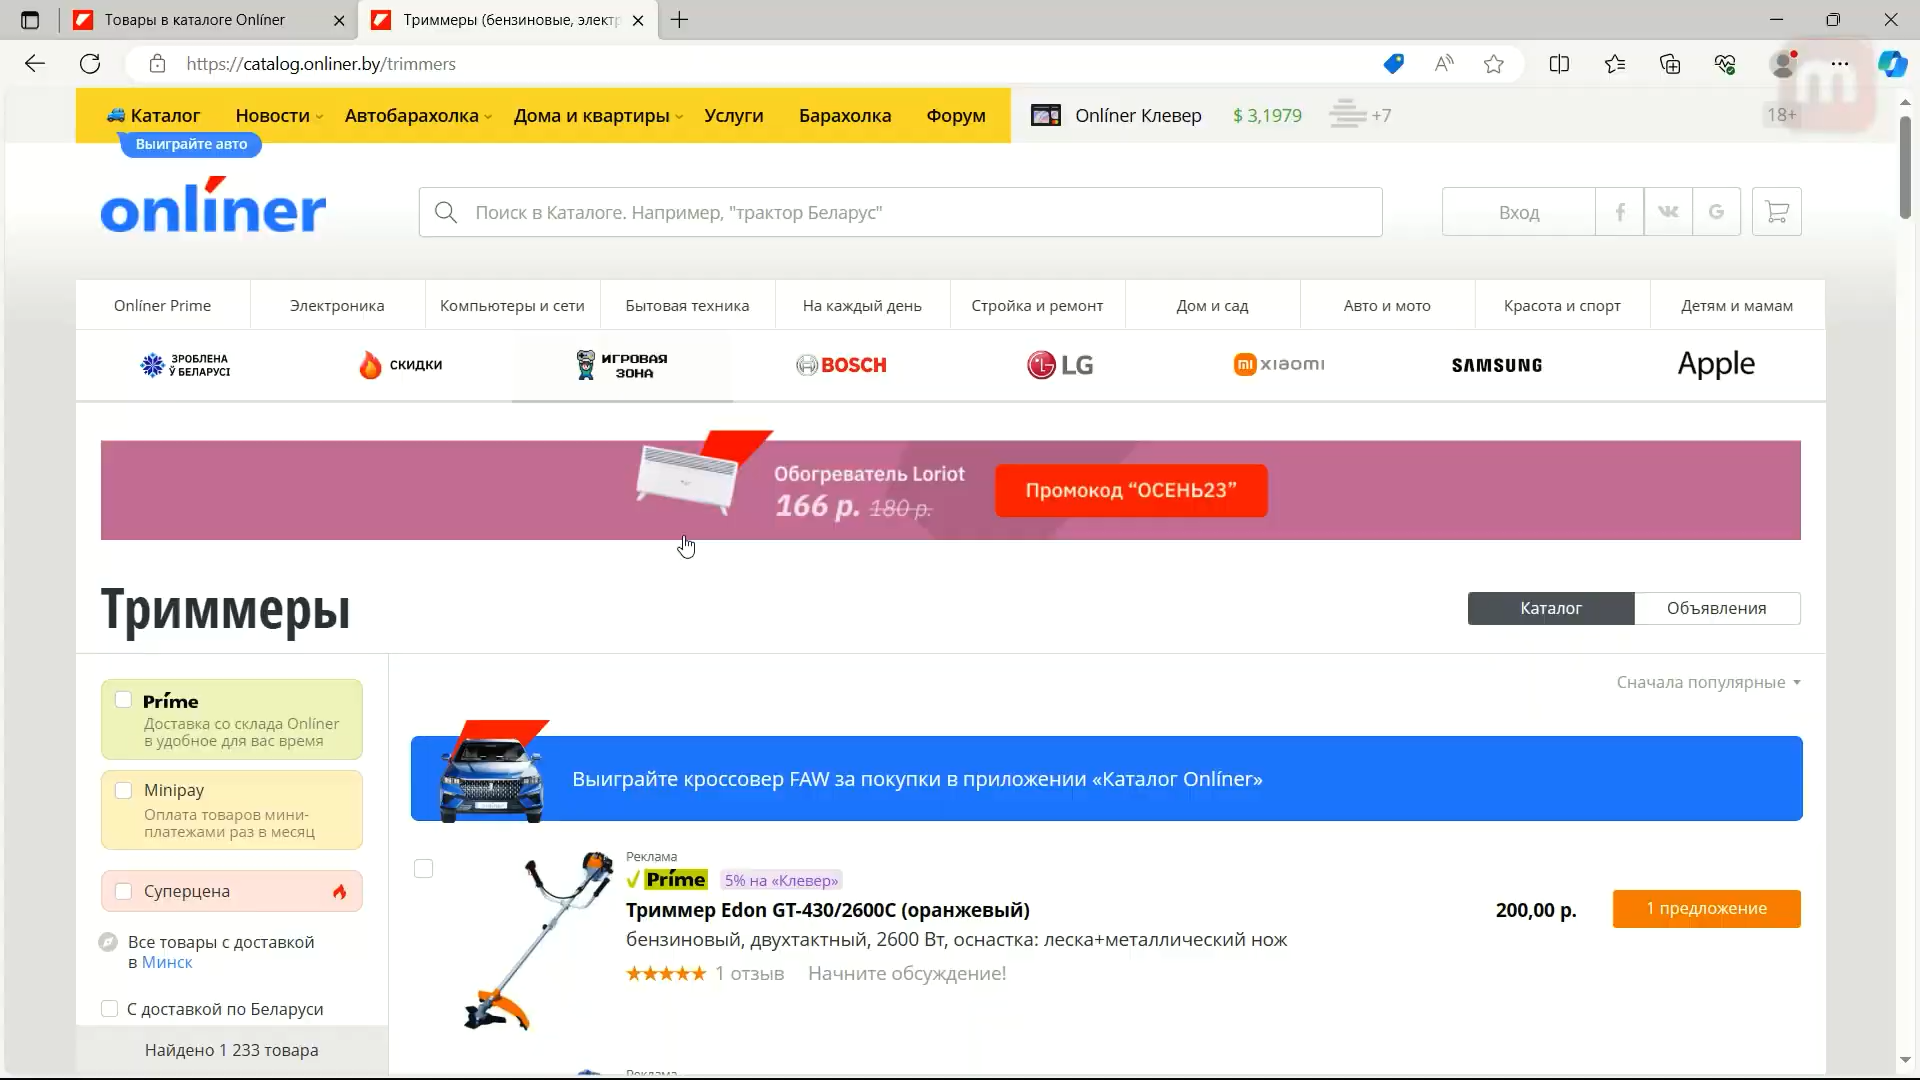 Товары в каталоге Onlíner
Триммеры (бензиновые, электр
https://catalog.onliner.by/trimmers
Каталог
Новости
Автобарахолка
Дома и квартиры
Услуги
Барахолка
Форум
Onlíner Клевер
$ 3,1979
+7
18+
Выиграйте авто
onlíner
Поиск в Каталоге. Например, "трактор Беларус"
Вход
Onlíner Prime
Электроника
Компьютеры и сети
Бытовая техника
На каждый день
Стройка и ремонт
Дом и сад
Авто и мото
Красота и спорт
Детям и мамам
ЗРОБЛЕНА
Ў БЕЛАРУСІ
СКИДКИ
ИГРОВАЯ
ЗОНА
BOSCH
LG
xiaomi
SAMSUNG
Apple
Обогреватель Loriot
166 р. 180 р.
Промокод “ОСЕНЬ23”
Триммеры
Каталог
Объявления
Príme
Доставка со склада Onlíner
в удобное для вас время
Minipay
Оплата товаров мини-
платежами раз в месяц
Суперцена
Все товары с доставкой
в Минск
С доставкой по Беларуси
Найдено 1 233 товара
Сначала популярные
Выиграйте кроссовер FAW за покупки в приложении «Каталог Onlíner»
Реклама
Príme
5% на «Клевер»
Триммер Edon GT-430/2600C (оранжевый)
бензиновый, двухтактный, 2600 Вт, оснастка: леска+металлический нож
1 отзыв
Начните обсуждение!
200,00 р.
1 предложение
Реклама